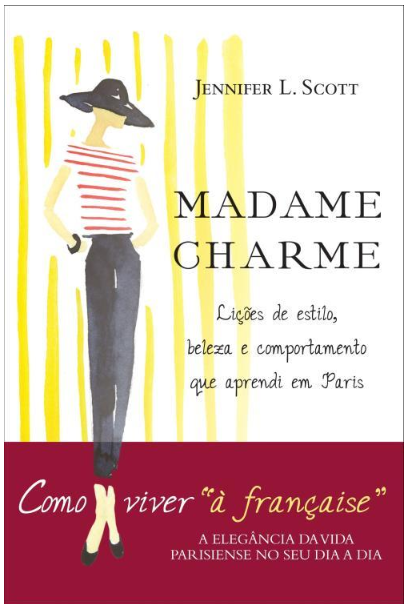 JENNIFER L. SCOTT
MADAME
CHARME
Lições de estilo,
beleza e comportamento
que aprendi em Paris
Como viver "à française"
A ELEGÂNCIA DA VIDA
PARISIENSE NO SEU DIA A DIA